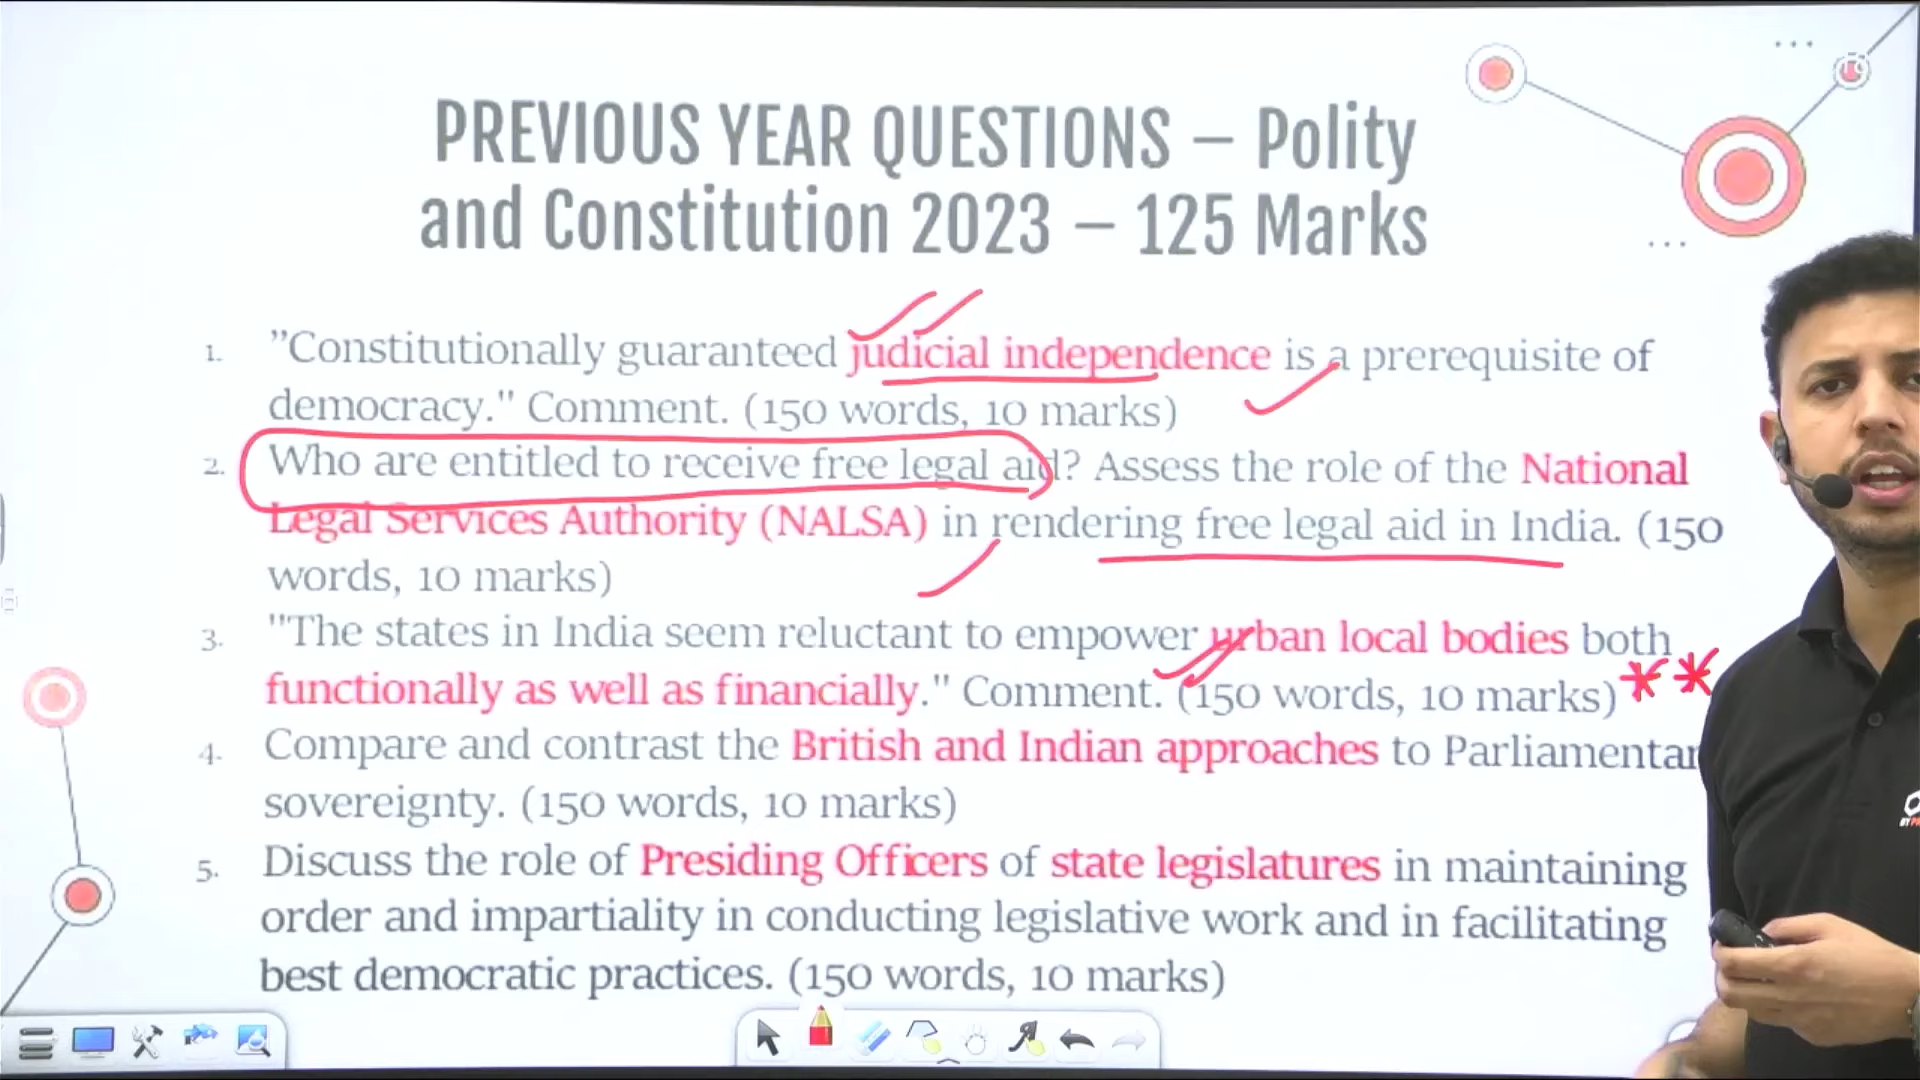 PREVIOUS YEAR QUESTIONS – Polity
and Constitution 2023 – 125 Marks
1. "Constitutionally guaranteed judicial independence is a prerequisite of
democracy." Comment. (150 words, 10 marks)
2. Who are entitled to receive free legal aid? Assess the role of the National
Legal Services Authority (NALSA) in rendering free legal aid in India. (150
words, 10 marks)
3. "The states in India seem reluctant to empower urban local bodies both
functionally as well as financially." Comment. (150 words, 10 marks)
4. Compare and contrast the British and Indian approaches to Parliamentar
sovereignty. (150 words, 10 marks)
5. Discuss the role of Presiding Officers of state legislatures in maintaining
order and impartiality in conducting legislative work and in facilitating
best democratic practices. (150 words, 10 marks)